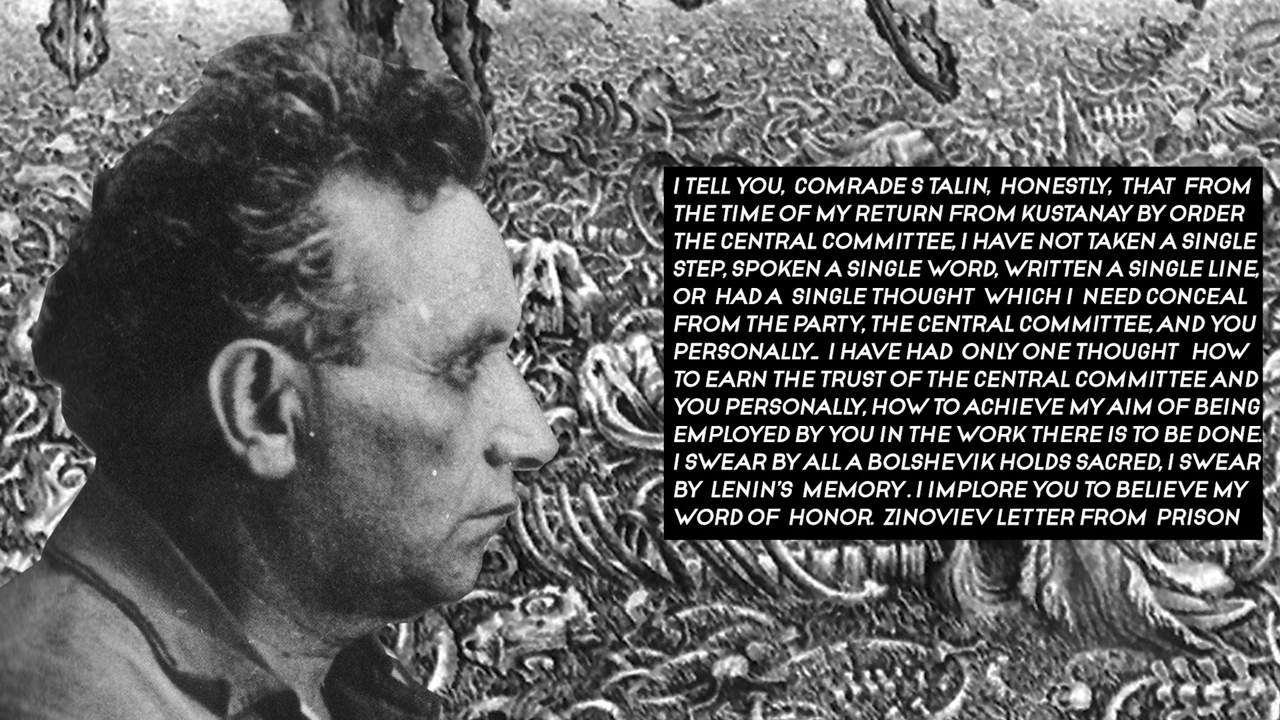 I TELL YOU, COMRADE S TALIN, HONESTLY, THAT FROM
THE TIME OF MY RETURN FROM KUSTANAY BY ORDER
THE CENTRAL COMMITTEE, I HAVE NOT TAKEN A SINGLE
STEP, SPOKEN A SINGLE WORD, WRITTEN A SINGLE LINE,
OR HAD A SINGLE THOUGHT WHICH I NEED CONCEAL
FROM THE PARTY, THE CENTRAL COMMITTEE, AND YOU
PERSONALLY... I HAVE HAD ONLY ONE THOUGHT HOW
TO EARN THE TRUST OF THE CENTRAL COMMITTEE AND
YOU PERSONALLY, HOW TO ACHIEVE MY AIM OF BEING
EMPLOYED BY YOU IN THE WORK THERE IS TO BE DONE.
I SWEAR BY ALL A BOLSHEVIK HOLDS SACRED, I SWEAR
BY LENIN'S MEMORY . I IMPLORE YOU TO BELIEVE MY
WORD OF HONOR. ZINOVIEV LETTER FROM PRISON